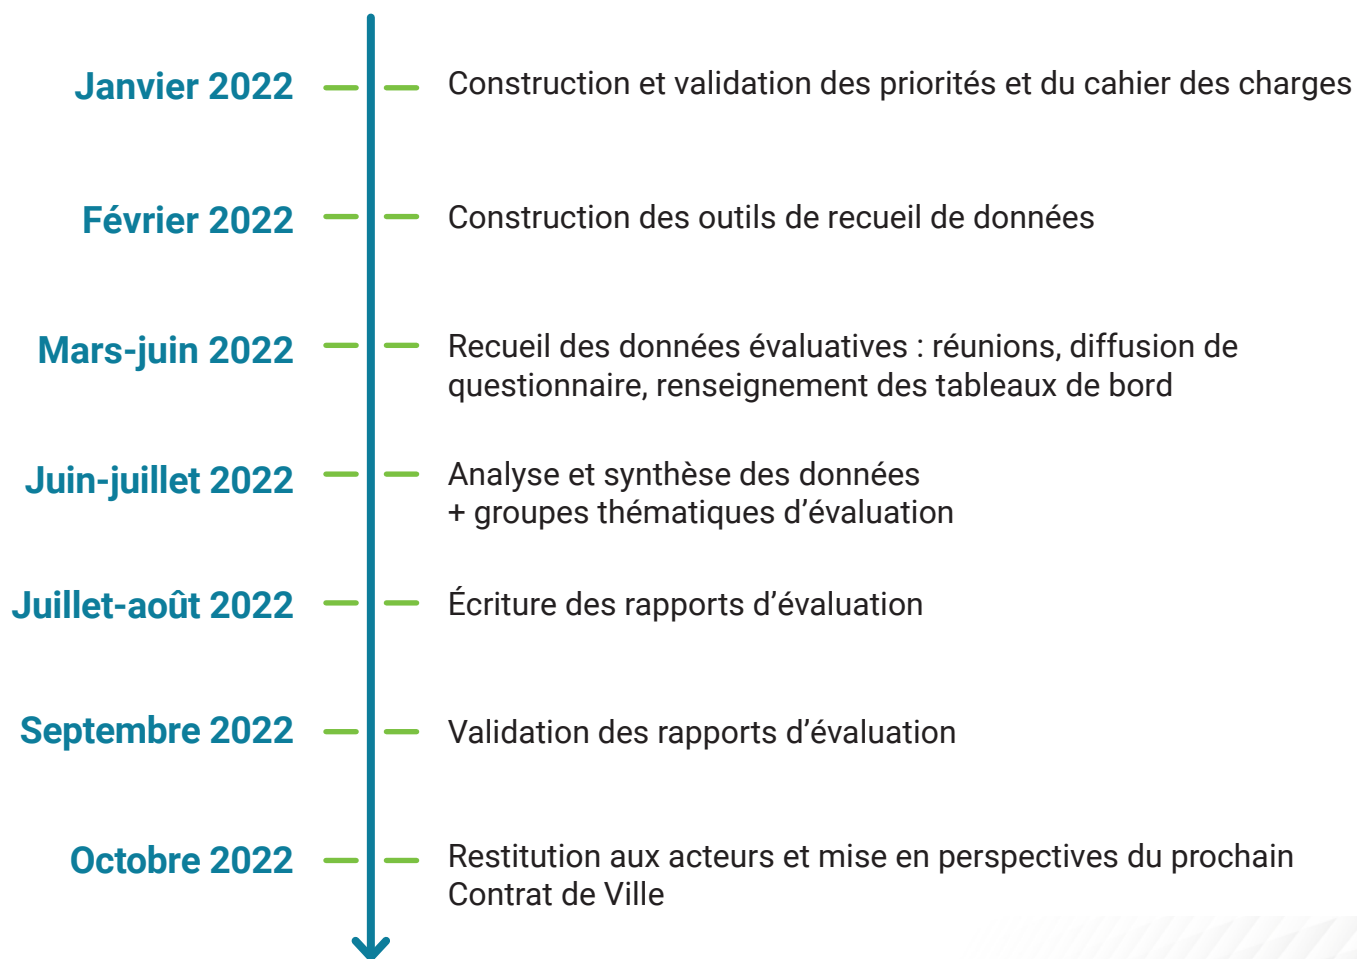 Janvier 2022
Construction et validation des priorités et du cahier des charges
Février 2022
Construction des outils de recueil de données
Mars-juin 2022
Recueil des données évaluatives : réunions, diffusion de
questionnaire, renseignement des tableaux de bord
Juin-juillet 2022
Analyse et synthèse des données
+ groupes thématiques d’évaluation
Juillet-août 2022
Écriture des rapports d’évaluation
Septembre 2022
Validation des rapports d’évaluation
Octobre 2022
Restitution aux acteurs et mise en perspectives du prochain
Contrat de Ville